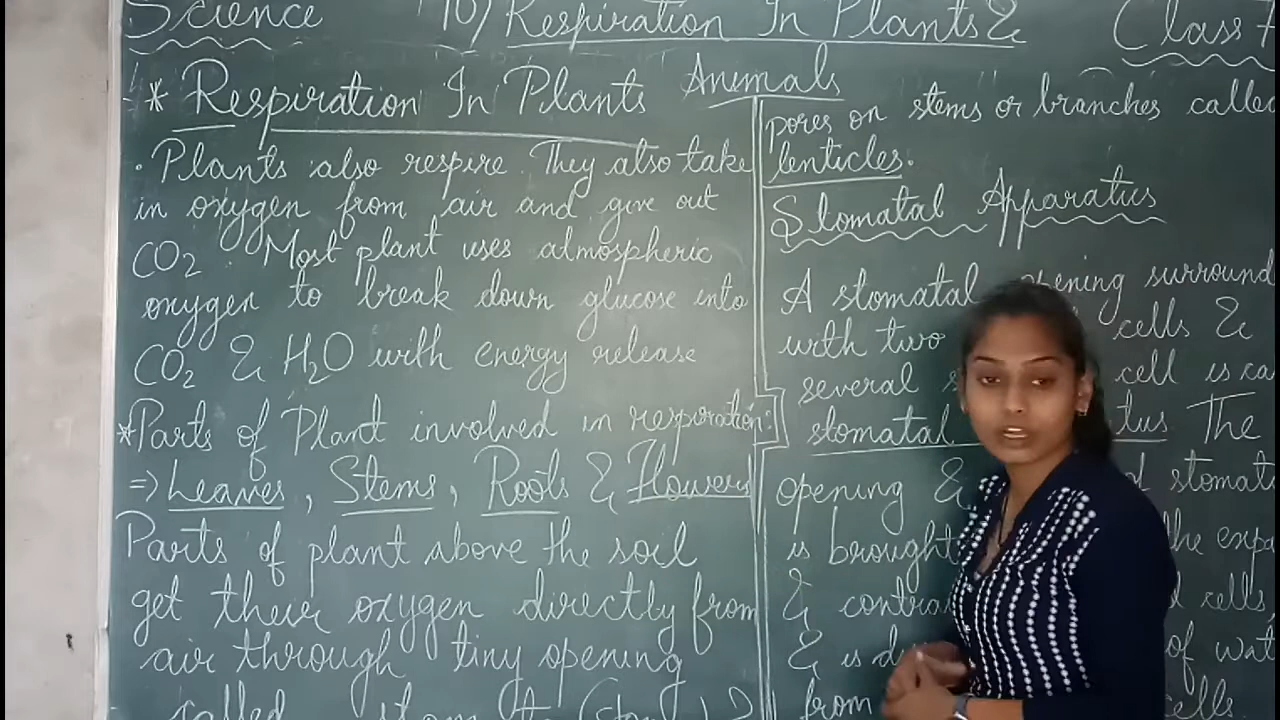 Science 10) Respiration In Plants & Class 7
Animals
* Respiration In Plants
• Plants also respire. They also take
in oxygen from air and give out
CO2. Most plant uses atmospheric
oxygen to break down glucose into
CO2 & H2O with energy release
* Parts of Plant involved in respiration:
=> Leaves, Stems, Roots & Flowers
Parts of plant above the soil
get their oxygen directly from
air through tiny opening
called
pores on stems or branches called
lenticles.
Stomatal Apparatus
A stomatal opening surround
with two cells &
several cell is ca
stomatal tus The
opening & stomat
is brought the expa
& contra cells
& is du of wat
from cells.